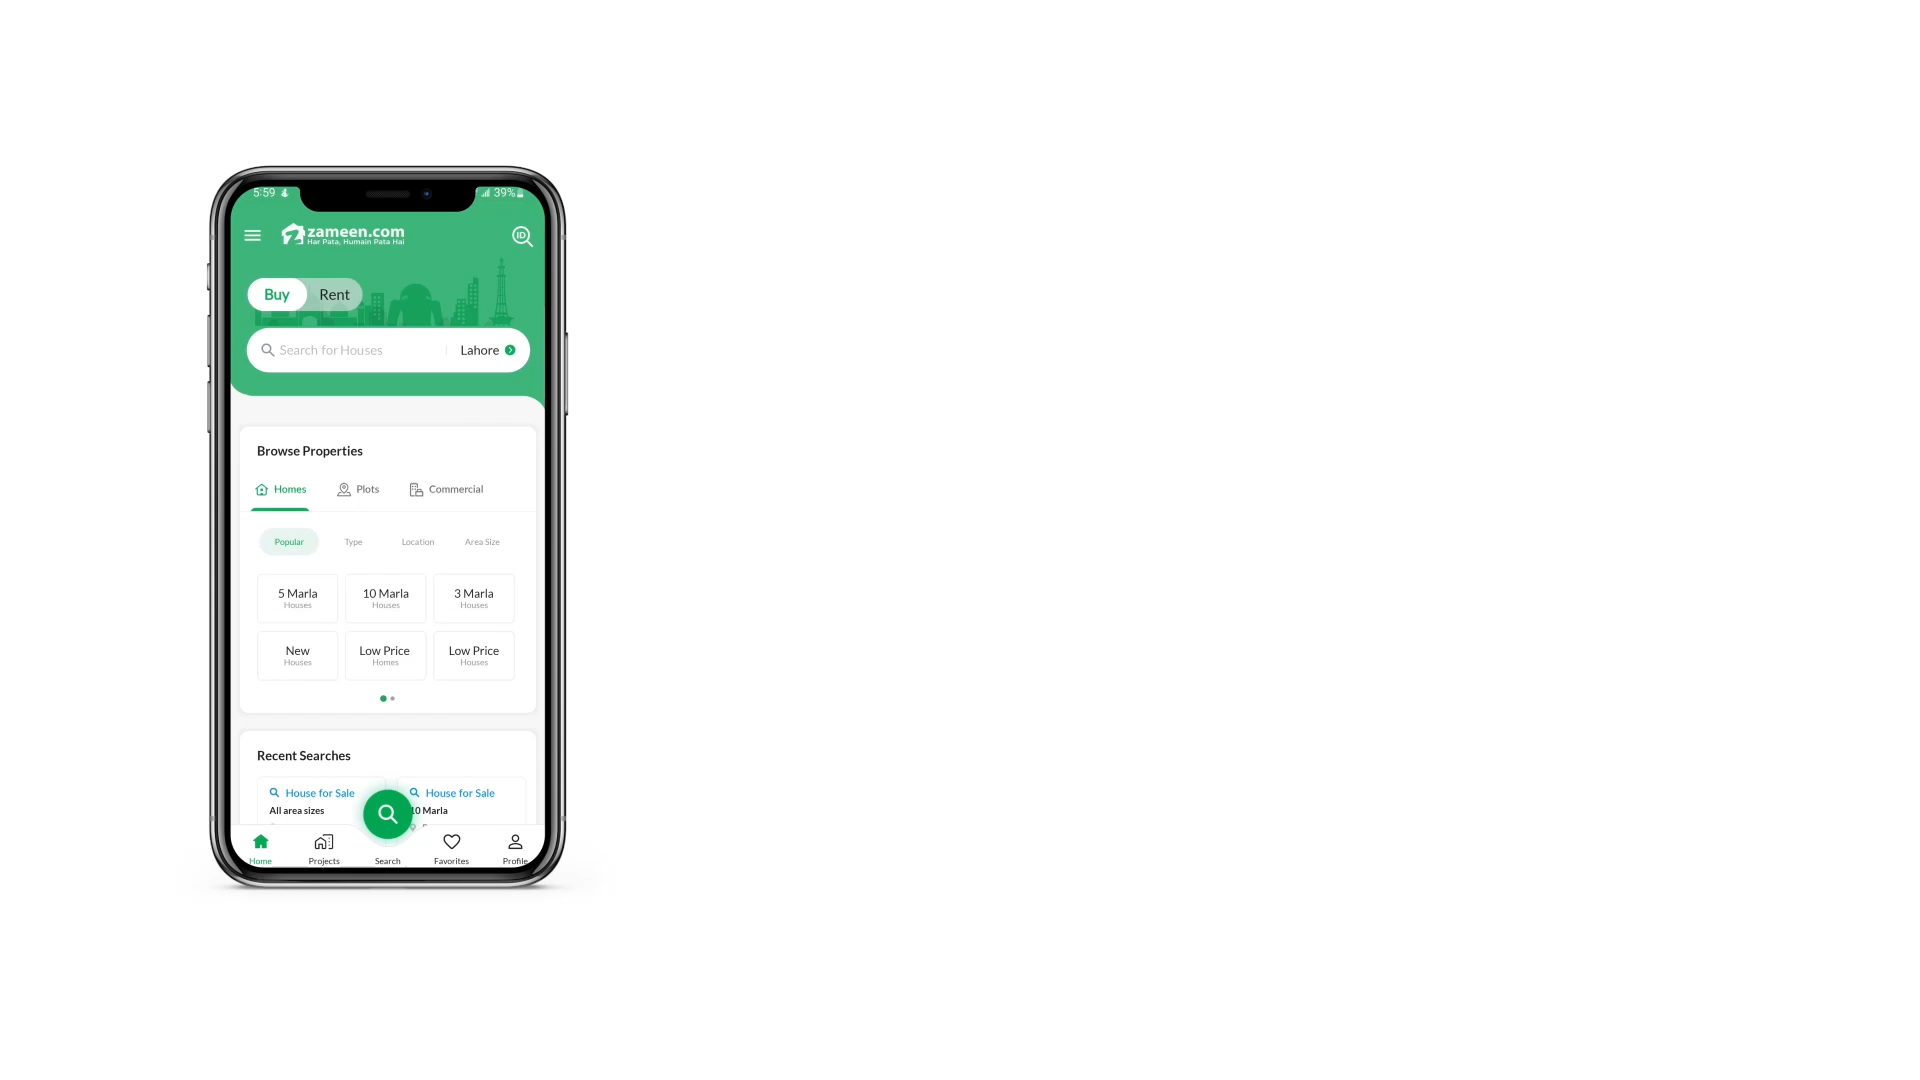 5:59
39%
zameen.com
Har Pata, Humain Pata Hai
ID
Buy Rent
Search for Houses Lahore
Browse Properties
Homes Plots Commercial
Popular Type Location Area Size
5 Marla 10 Marla 3 Marla
Houses Houses Houses
New Low Price Low Price
Houses Homes Houses
Recent Searches
House for Sale House for Sale
All area sizes 10 Marla
Home Projects Search Favorites Profile